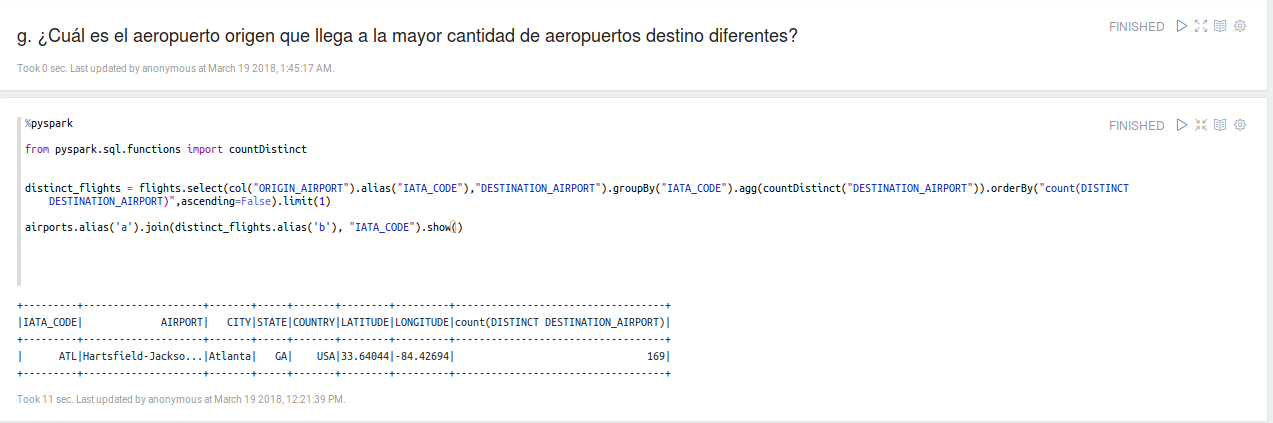 g. ¿Cuál es el aeropuerto origen que llega a la mayor cantidad de aeropuertos destino diferentes?
FINISHED
Took 0 sec. Last updated by anonymous at March 19 2018, 1:45:17 AM.
%pyspark
FINISHED
from pyspark.sql.functions import countDistinct
distinct_flights = flights.select(col("ORIGIN_AIRPORT").alias("IATA_CODE"),"DESTINATION_AIRPORT").groupBy("IATA_CODE").agg(countDistinct("DESTINATION_AIRPORT")).orderBy("count(DISTINCT
DESTINATION_AIRPORT)",ascending=False).limit(1)
airports.alias('a').join(distinct_flights.alias('b'), "IATA_CODE").show()
+---------+--------------------+-------+-----+-------+--------+---------+-----------------------------------+
|IATA_CODE|             AIRPORT|   CITY|STATE|COUNTRY|LATITUDE|LONGITUDE|count(DISTINCT DESTINATION_AIRPORT)|
+---------+--------------------+-------+-----+-------+--------+---------+-----------------------------------+
|      ATL|Hartsfield-Jackso...|Atlanta|   GA|    USA|33.64044|-84.42694|                                169|
+---------+--------------------+-------+-----+-------+--------+---------+-----------------------------------+
Took 11 sec. Last updated by anonymous at March 19 2018, 12:21:39 PM.